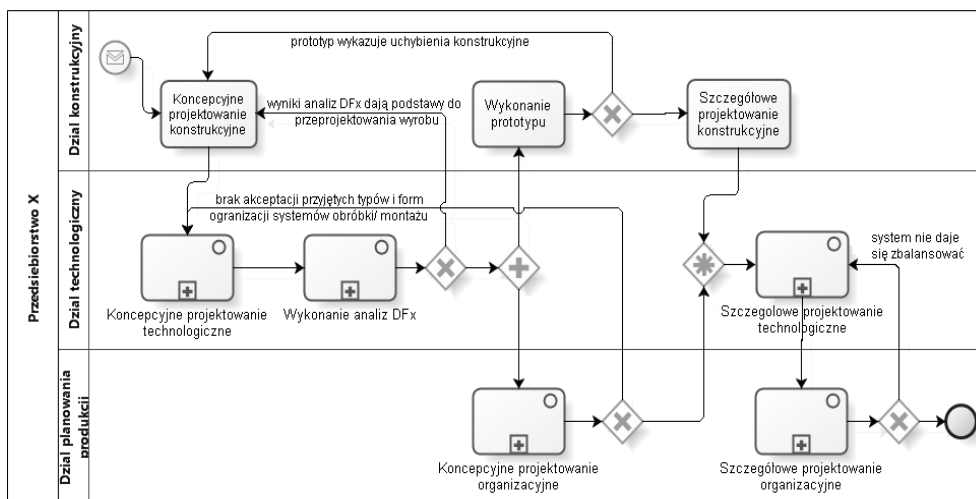 Przedsiebiorstwo X
Dzial konstrukcyjny
prototyp wykazuje uchybienia konstrukcyjne
Koncepcyjne
projektowanie
konstrukcyjne
wyniki analiz DFx dają podstawy do
przeprojektowania wyrobu
Wykonanie
prototypu
Szczegółowe
projektowanie
konstrukcyjne
Dzial technologiczny
brak akceptacji przyjętych typów i form
ogranizacji systemów obróbki/ montażu
system nie daje
się zbalansować
Koncepcyjne projektowanie
technologiczne
Wykonanie analiz DFx
Szczegolowe projektowanie
technologiczne
Dzial planowania
produkcji
Koncepcyjne projektowanie
organizacyjne
Szczegółowe projektowanie
organizacyjne